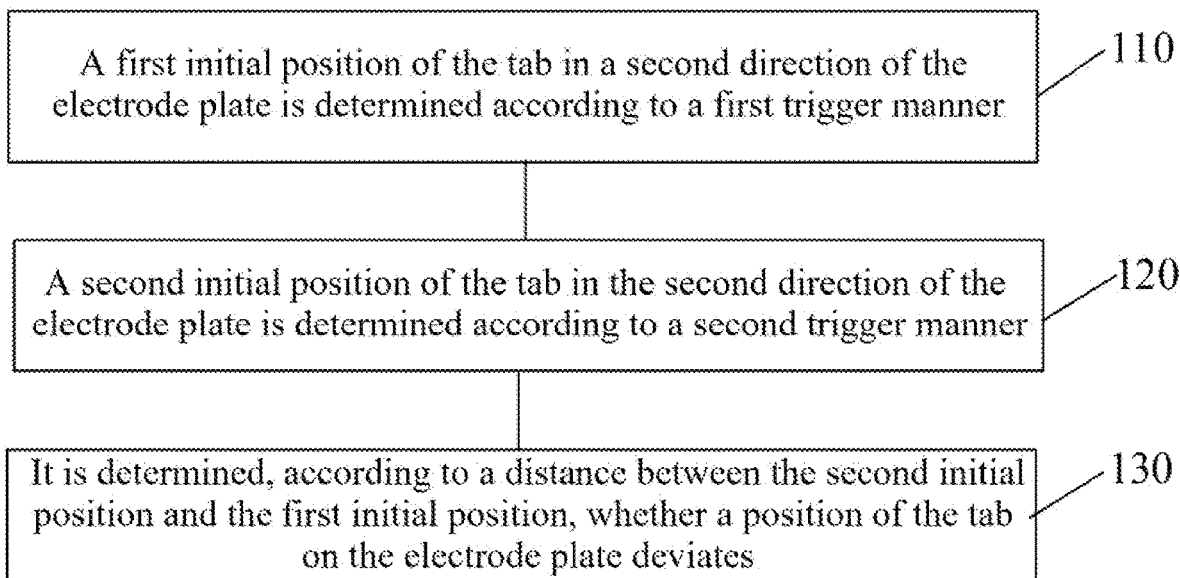 A first initial position of the tab in a second direction of the
electrode plate is determined according to a first trigger manner
110
A second initial position of the tab in the second direction of the
electrode plate is determined according to a second trigger manner
120
It is determined, according to a distance between the second initial
position and the first initial position, whether a position of the tab
on the electrode plate deviates
130